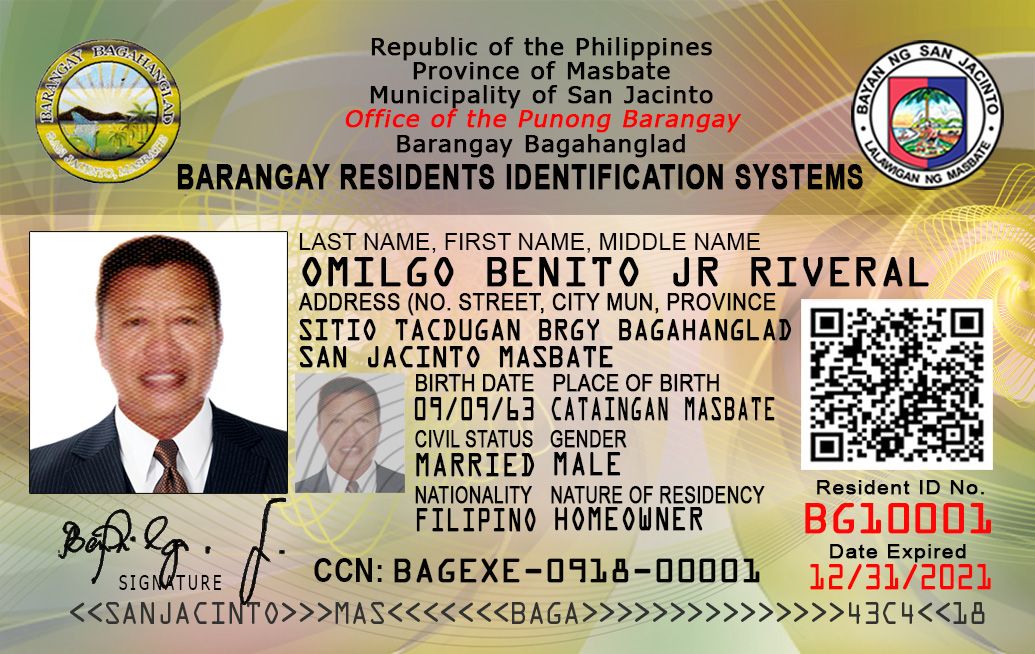 Republic of the Philippines
Province of Masbate
Municipality of San Jacinto
Office of the Punong Barangay
Barangay Bagahanglad
BARANGAY RESIDENTS IDENTIFICATION SYSTEMS
BARANGAY BAGAHANGLAD
SAN JACINTO, MASBATE
BAYAN NG SAN JACINTO
LALAWIGAN NG MASBATE
LAST NAME, FIRST NAME, MIDDLE NAME
OMILGO BENITO JR RIVERAL
ADDRESS (NO. STREET, CITY MUN, PROVINCE
SITIO TACDUGAN BRGY BAGAHANGLAD
SAN JACINTO MASBATE
BIRTH DATE PLACE OF BIRTH
09/09/63 CATAINGAN MASBATE
CIVIL STATUS GENDER
MARRIED MALE
NATIONALITY NATURE OF RESIDENCY
FILIPINO HOMEOWNER
Resident ID No.
BG10001
Date Expired
12/31/2021
SIGNATURE
CCN: BAGEXE-0918-00001
<<SANJACINTO>>>MAS<<<<<<<BAGA>>>>>>>>>>>>>>>43C4<<18